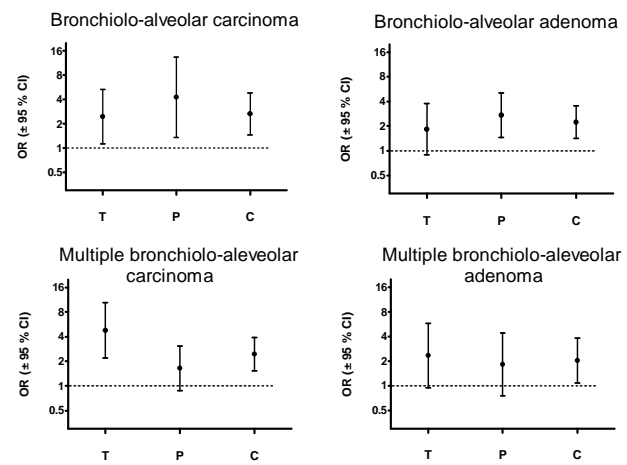 Bronchiolo-alveolar carcinoma
OR (± 95 % CI)
16
8
4
2
1
0.5
T P C
Bronchiolo-alveolar adenoma
OR (± 95 % CI)
16
8
4
2
1
0.5
T P C
Multiple bronchiolo-aleveolar
carcinoma
OR (± 95 % CI)
16
8
4
2
1
0.5
T P C
Multiple bronchiolo-aleveolar
adenoma
OR (± 95 % CI)
16
8
4
2
1
0.5
T P C